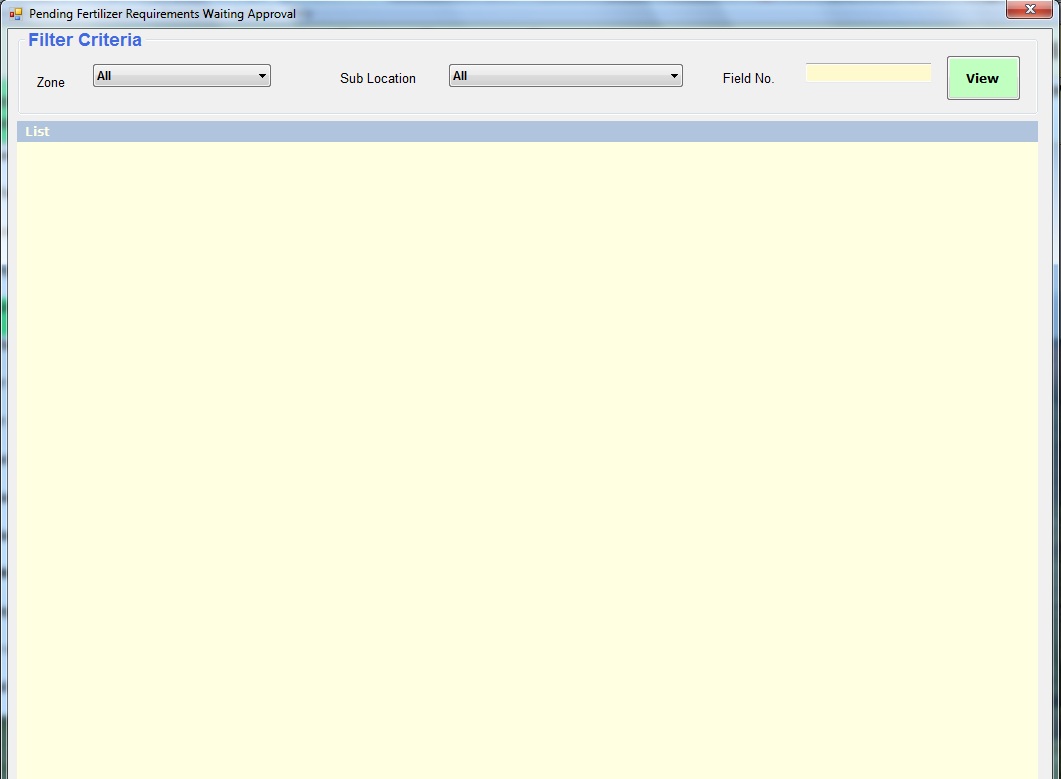 Pending Fertilizer Requirements Waiting Approval
Filter Criteria
Zone All Sub Location All Field No. View
List